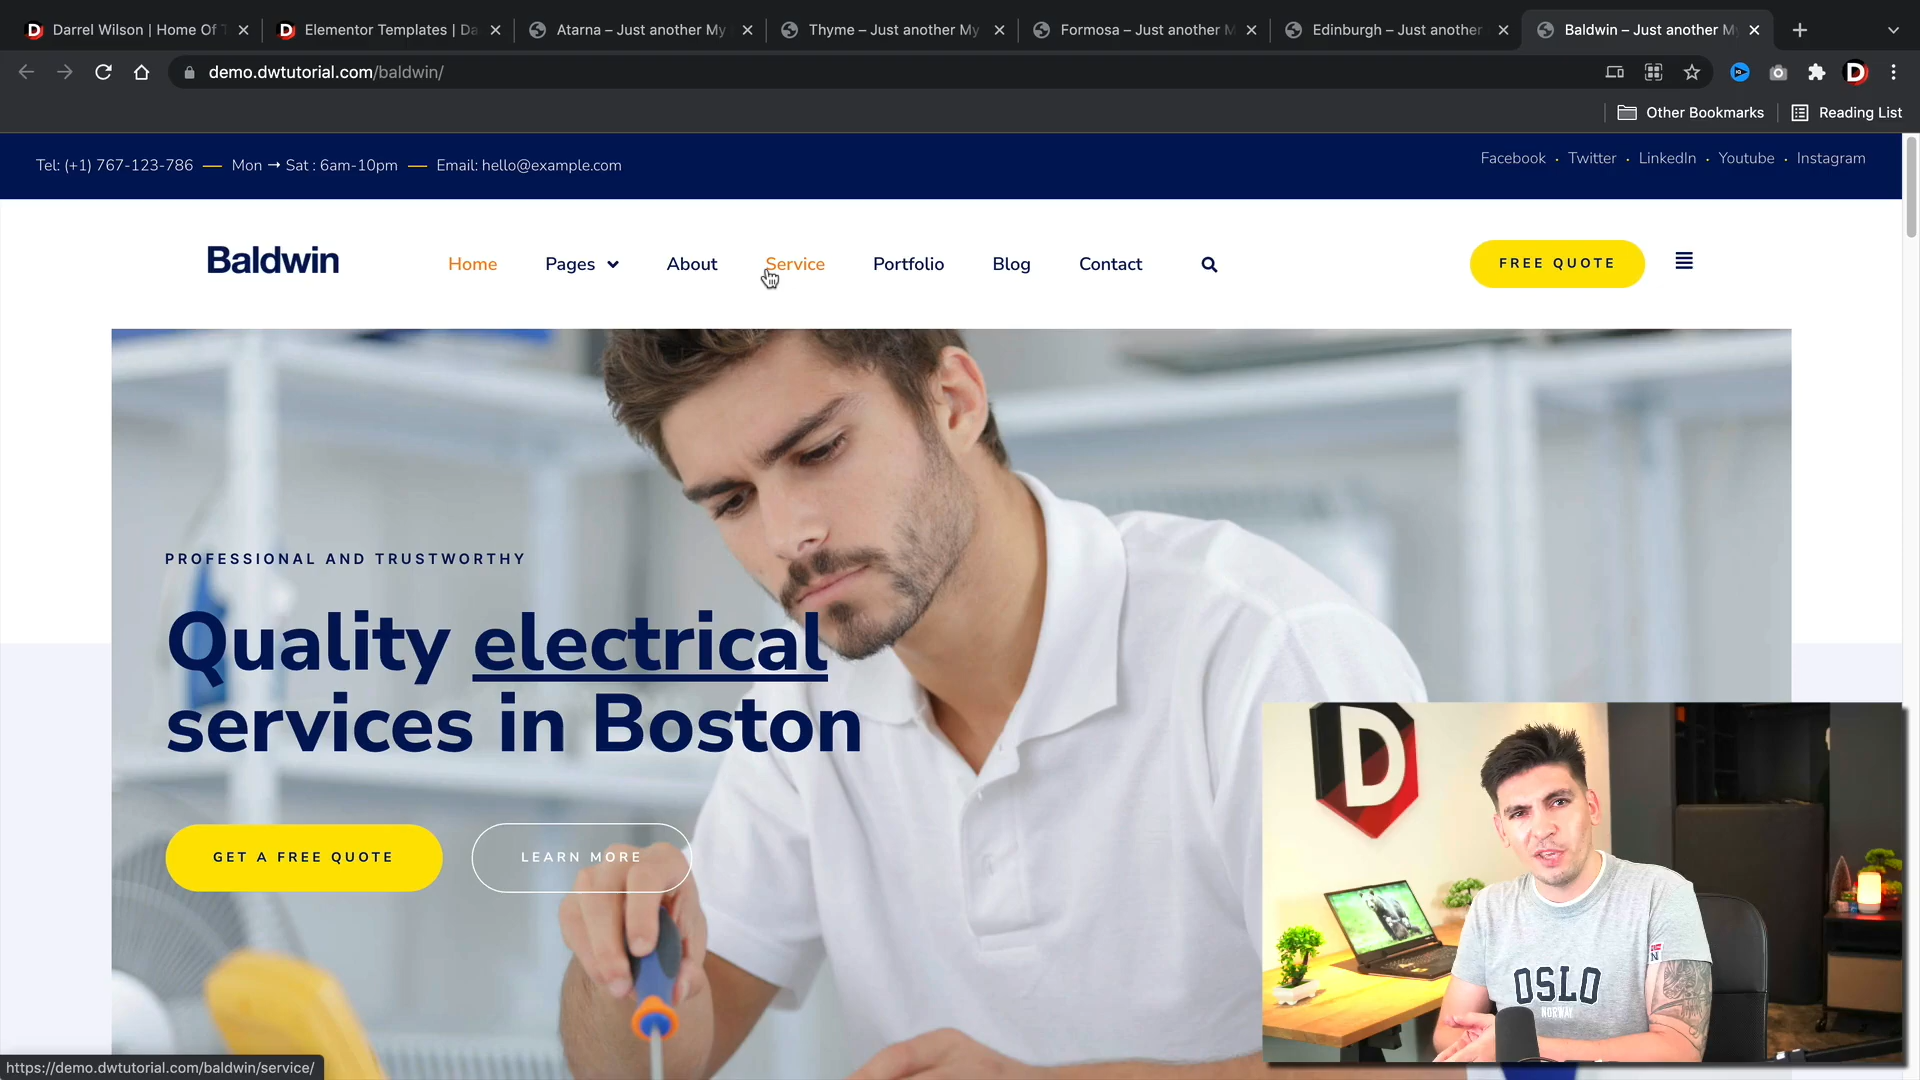 Darrel Wilson | Home Of T
Elementor Templates | Da
Atarna – Just another My
Thyme – Just another My
Formosa – Just another M
Edinburgh – Just another
Baldwin – Just another My
demo.dwtutorial.com/baldwin/
Other Bookmarks
Reading List
Tel: (+1) 767-123-786 — Mon → Sat : 6am-10pm — Email: hello@example.com
Facebook • Twitter • LinkedIn • Youtube • Instagram
Baldwin
Home Pages About Service Portfolio Blog Contact
FREE QUOTE
PROFESSIONAL AND TRUSTWORTHY
Quality electrical
services in Boston
GET A FREE QUOTE
LEARN MORE
D
N
OSLO
NORWAY
https://demo.dwtutorial.com/baldwin/service/